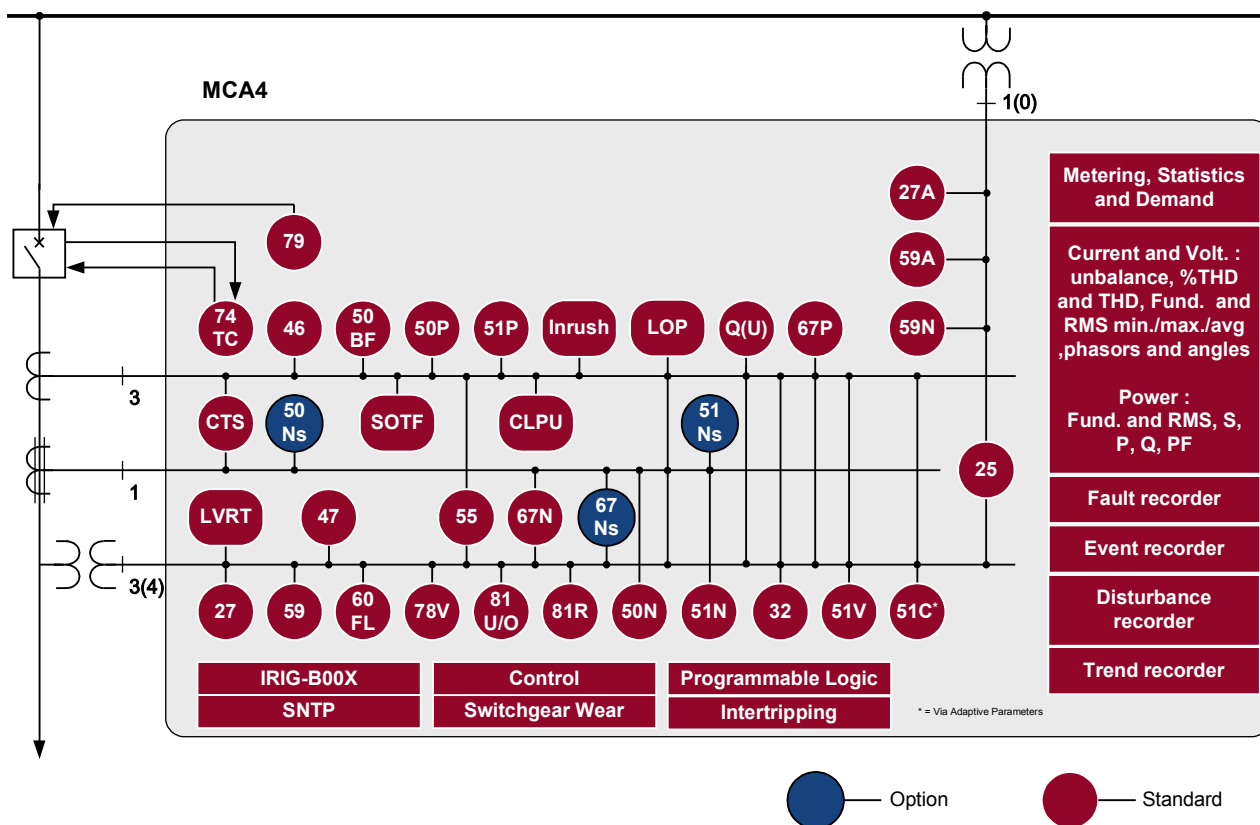 MCA4
1(0)
27A
59A
59N
79
74
TC
46
50
BF
50P
51P
Inrush
LOP
Q(U)
67P
3
CTS
50
Ns
SOTF
CLPU
51
Ns
25
1
LVRT
47
55
67N
67
Ns
3(4)
27
59
60
FL
78V
81
U/O
81R
50N
51N
32
51V
51C*
IRIG-B00X
SNTP
Control
Switchgear Wear
Programmable Logic
Intertripping
* = Via Adaptive Parameters
Metering, Statistics
and Demand
Current and Volt. :
unbalance, %THD
and THD, Fund. and
RMS min./max./avg
,phasors and angles
Power :
Fund. and RMS, S,
P, Q, PF
Fault recorder
Event recorder
Disturbance
recorder
Trend recorder
Option
Standard